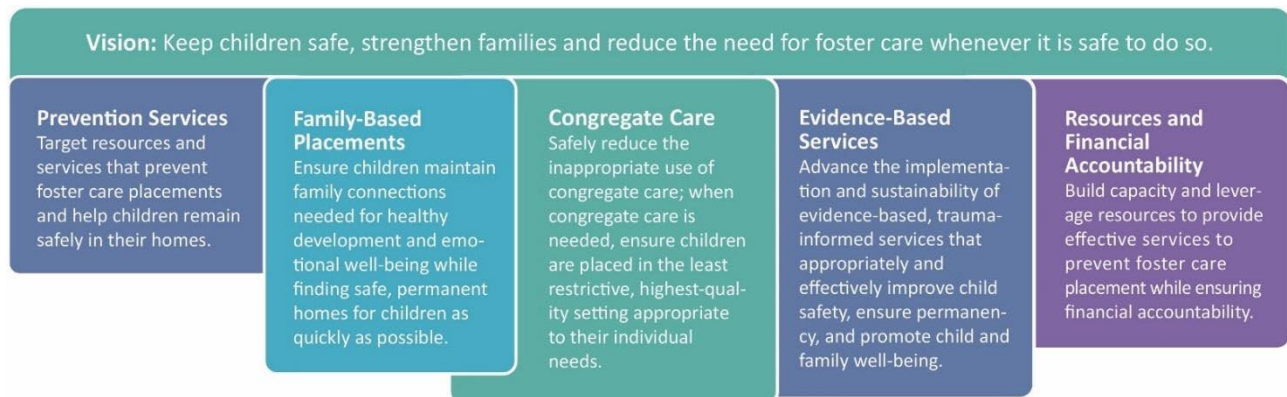 Vision: Keep children safe, strengthen families and reduce the need for foster care whenever it is safe to do so.
Prevention Services
Target resources and
services that prevent
foster care placements
and help children remain
safely in their homes.
Family-Based
Placements
Ensure children maintain
family connections
needed for healthy
development and emo-
tional well-being while
finding safe, permanent
homes for children as
quickly as possible.
Congregate Care
Safely reduce the
inappropriate use of
congregate care; when
congregate care is
needed, ensure children
are placed in the least
restrictive, highest-qual-
ity setting appropriate
to their individual
needs.
Evidence-Based
Services
Advance the implementa-
tion and sustainability of
evidence-based, trauma-
informed services that
appropriately and
effectively improve child
safety, ensure permanen-
cy, and promote child and
family well-being.
Resources and
Financial
Accountability
Build capacity and lever-
age resources to provide
effective services to
prevent foster care
placement while ensuring
financial accountability.